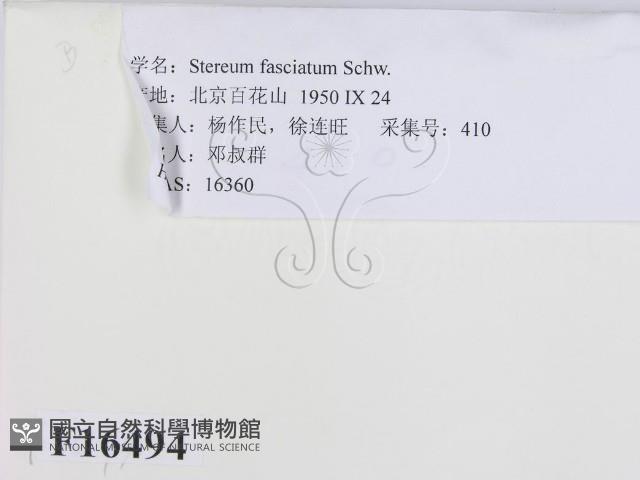 B
学名：Stereum fasciatum Schw.
地：北京百花山 1950 IX 24
集人：杨作民，徐连旺 采集号：410
人：邓叔群
AS：16360
國立自然科學博物館
NATIONAL MUSEUM OF NATURAL SCIENCE
F16494